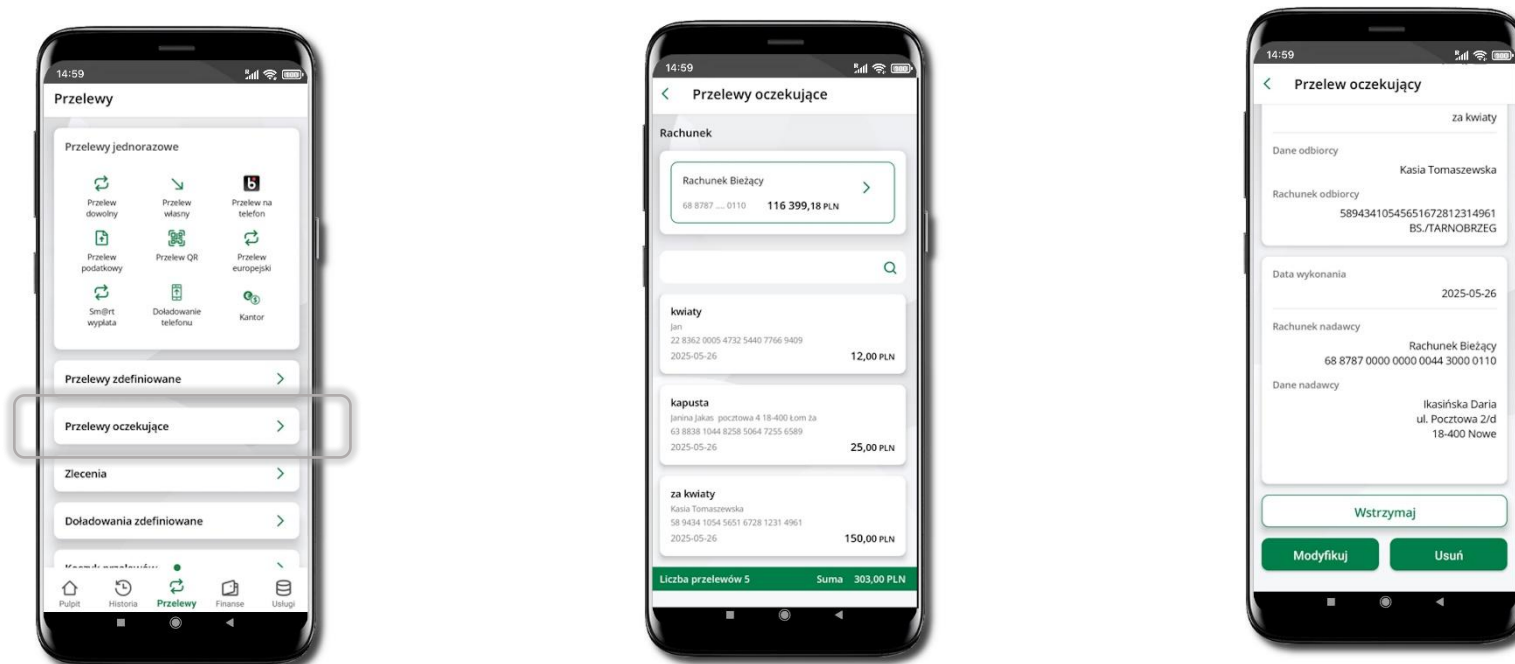 14:59
Przelewy
Przelewy jednorazowe
Przelew dowolny
Przelew własny
Przelew na telefon
Przelew podatkowy
Przelew QR
Przelew europejski
Sm@rt wypłata
Doładowanie telefonu
Kantor
Przelewy zdefiniowane
Przelewy oczekujące
Zlecenia
Doładowania zdefiniowane
Koszyk przelewów
Pulpit
Historia
Przelewy
Finanse
Usługi
14:59
Przelewy oczekujące
Rachunek
Rachunek Bieżący
68 8787 .... 0110 116 399,18 PLN
kwiaty
Jan
22 8362 0005 4732 5440 7766 9409
2025-05-26 12,00 PLN
kapusta
Janina Jakas pocztowa 4 18-400 Łom ża
63 8838 1044 8258 5064 7255 6589
2025-05-26 25,00 PLN
za kwiaty
Kasia Tomaszewska
58 9434 1054 5651 6728 1231 4961
2025-05-26 150,00 PLN
Liczba przelewów 5 Suma 303,00 PLN
14:59
Przelew oczekujący
za kwiaty
Dane odbiorcy
Kasia Tomaszewska
Rachunek odbiorcy
58943410545651672812314961
BS./TARNOBRZEG
Data wykonania
2025-05-26
Rachunek nadawcy
Rachunek Bieżący
68 8787 0000 0000 0044 3000 0110
Dane nadawcy
Ikasińska Daria
ul. Pocztowa 2/d
18-400 Nowe
Wstrzymaj
Modyfikuj
Usuń